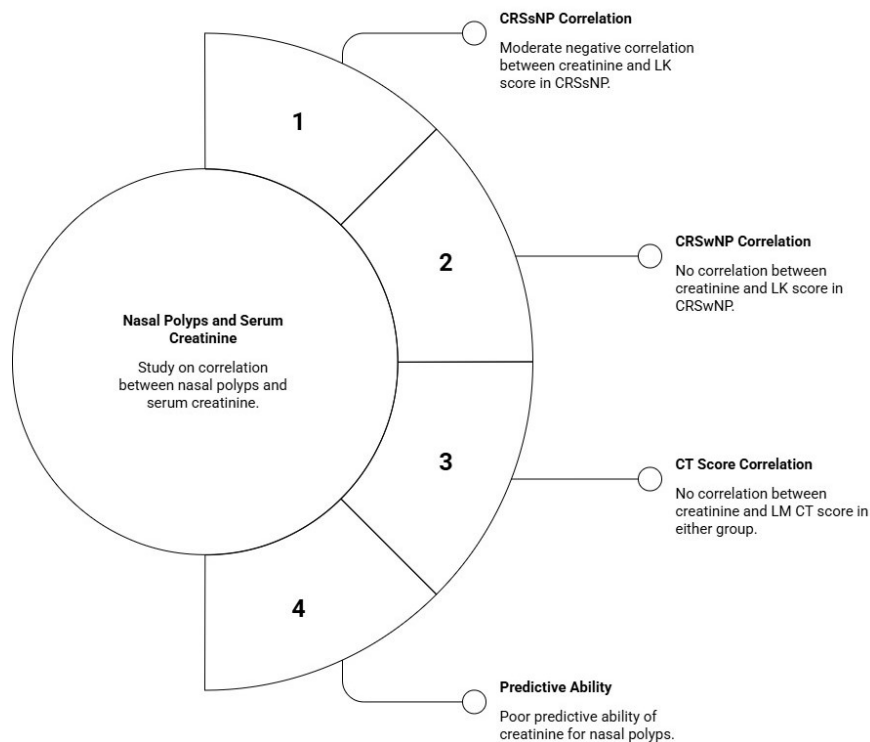 CRSsNP Correlation
Moderate negative correlation
between creatinine and LK
score in CRSsNP.
1
2
CRSwNP Correlation
No correlation between
creatinine and LK score in
CRSwNP.
Nasal Polyps and Serum
Creatinine
Study on correlation
between nasal polyps and
serum creatinine.
3
CT Score Correlation
No correlation between
creatinine and LM CT score in
either group.
4
Predictive Ability
Poor predictive ability of
creatinine for nasal polyps.